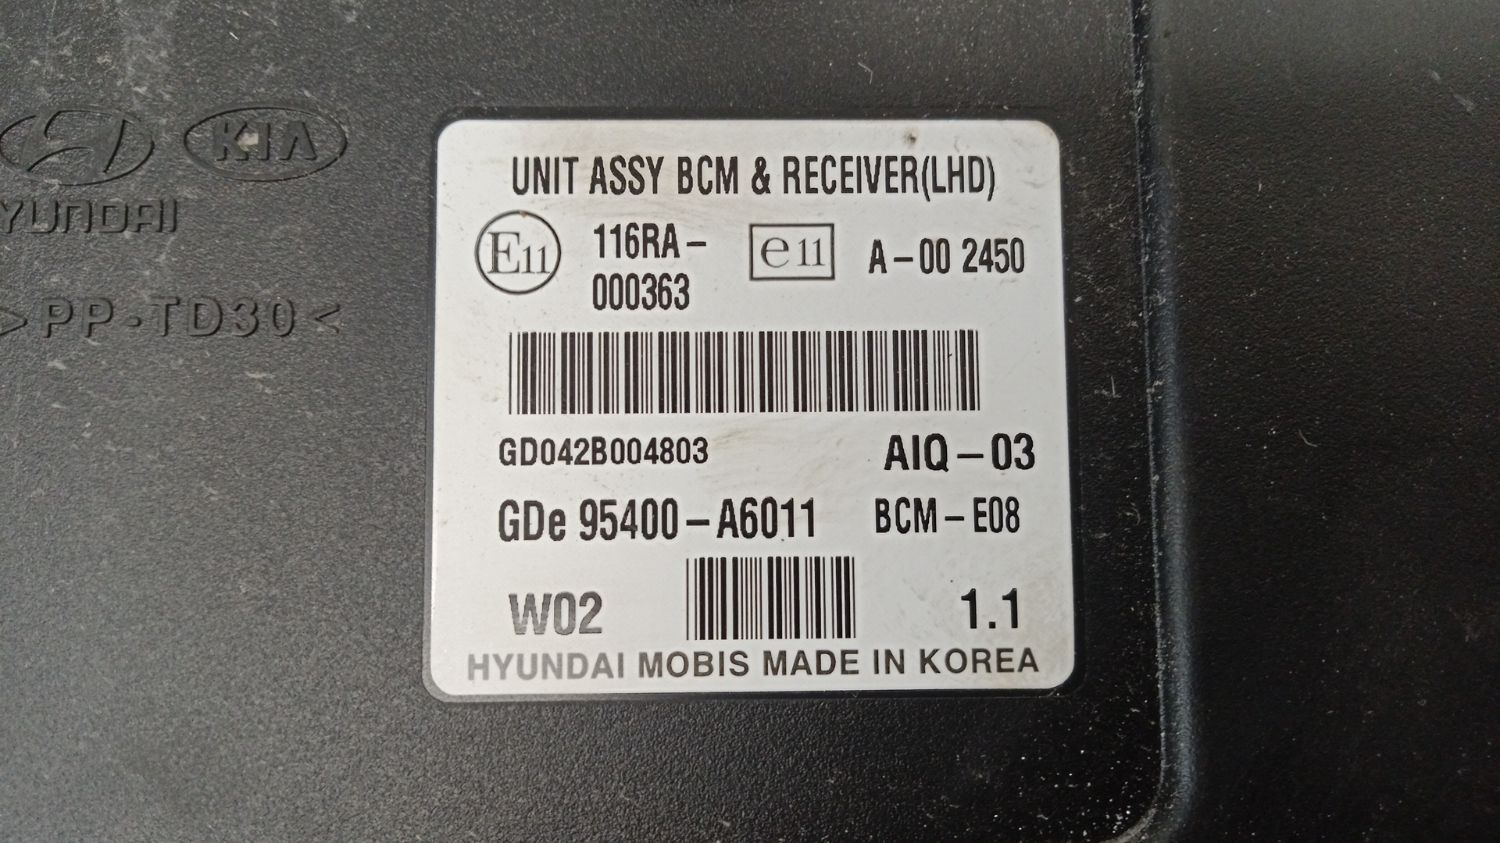 KIA
HYUNDAI
>PP-TD30<
UNIT ASSY BCM & RECEIVER(LHD)
E11 116RA-
000363
e11 A-00 2450
GD042B004803 AIQ-03
GDe 95400-A6011 BCM-E08
W02 1.1
HYUNDAI MOBIS MADE IN KOREA